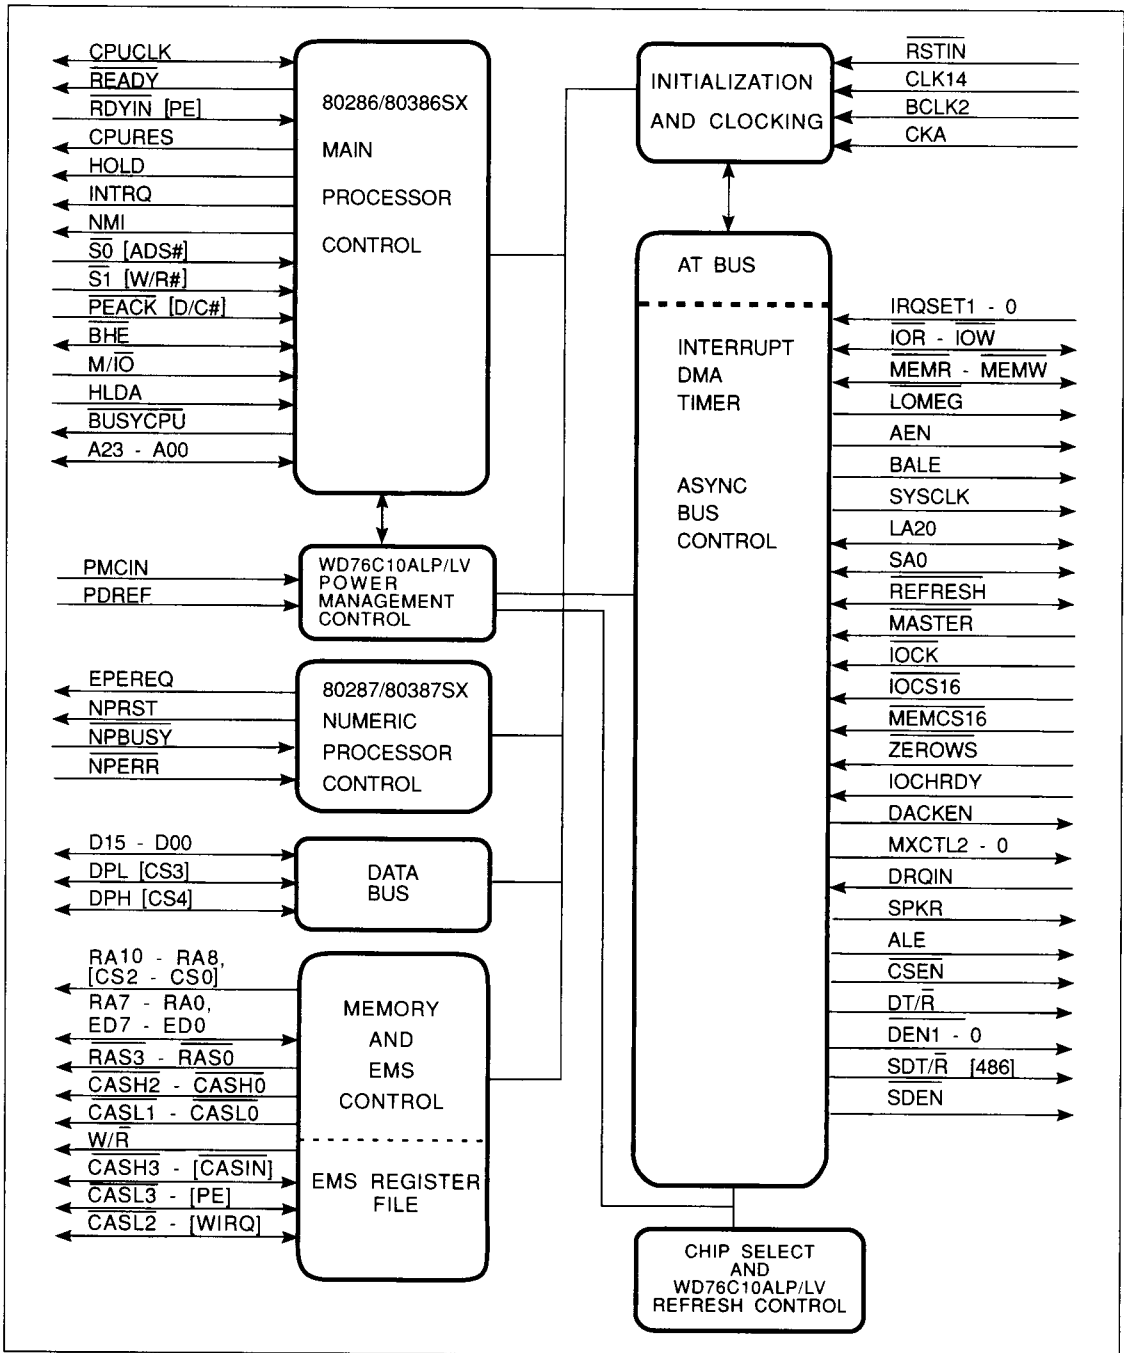 CPUCLK
READY
RDYIN [PE]
CPURES
HOLD
INTRQ
NMI
S0 [ADS#]
S1 [W/R#]
PEACK [D/C#]
BHE
M/IO
HLDA
BUSYCPU
A23 - A00
80286/80386SX
MAIN
PROCESSOR
CONTROL
PMCIN
PDREF
WD76C10ALP/LV
POWER
MANAGEMENT
CONTROL
EPEREQ
NPRST
NPBUSY
NPERR
80287/80387SX
NUMERIC
PROCESSOR
CONTROL
D15 - D00
DPL [CS3]
DPH [CS4]
DATA
BUS
RA10 - RA8,
[CS2 - CS0]
RA7 - RA0,
ED7 - ED0
RAS3 - RAS0
CASH2 - CASH0
CASL1 - CASL0
W/R
CASH3 - [CASIN]
CASL3 - [PE]
CASL2 - [WIRQ]
MEMORY
AND
EMS
CONTROL
EMS REGISTER
FILE
INITIALIZATION
AND CLOCKING
RSTIN
CLK14
BCLK2
CKA
AT BUS
INTERRUPT
DMA
TIMER
ASYNC
BUS
CONTROL
IRQSET1 - 0
IOR - IOW
MEMR - MEMW
LOMEG
AEN
BALE
SYSCLK
LA20
SA0
REFRESH
MASTER
IOCK
IOCS16
MEMCS16
ZEROWS
IOCHRDY
DACKEN
MXCTL2 - 0
DRQIN
SPKR
ALE
CSEN
DT/R
DEN1 - 0
SDT/R [486]
SDEN
CHIP SELECT
AND
WD76C10ALP/LV
REFRESH CONTROL